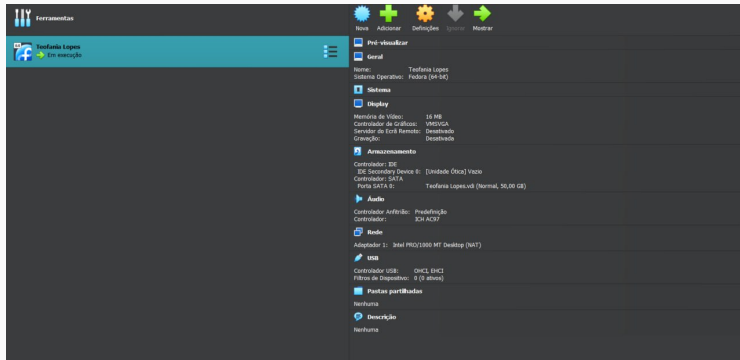 Ferramentas
Teofania Lopes
Em execução
Nova Adicionar Definições Ignorar Mostrar
Pré-visualizar
Geral
Nome: Teofania Lopes
Sistema Operativo: Fedora (64-bit)
Sistema
Display
Memória de Vídeo: 16 MB
Controlador de Gráficos: VMSVGA
Servidor do Ecrã Remoto: Desativado
Gravação: Desativada
Armazenamento
Controlador: IDE
IDE Secondary Device 0: [Unidade Ótica] Vazio
Controlador: SATA
Porta SATA 0: Teofania Lopes.vdi (Normal, 50,00 GB)
Áudio
Controlador Anfitrião: Predefinição
Controlador: ICH AC97
Rede
Adaptador 1: Intel PRO/1000 MT Desktop (NAT)
USB
Controlador USB: OHCI, EHCI
Filtros de Dispositivo: 0 (0 ativos)
Pastas partilhadas
Nenhuma
Descrição
Nenhuma